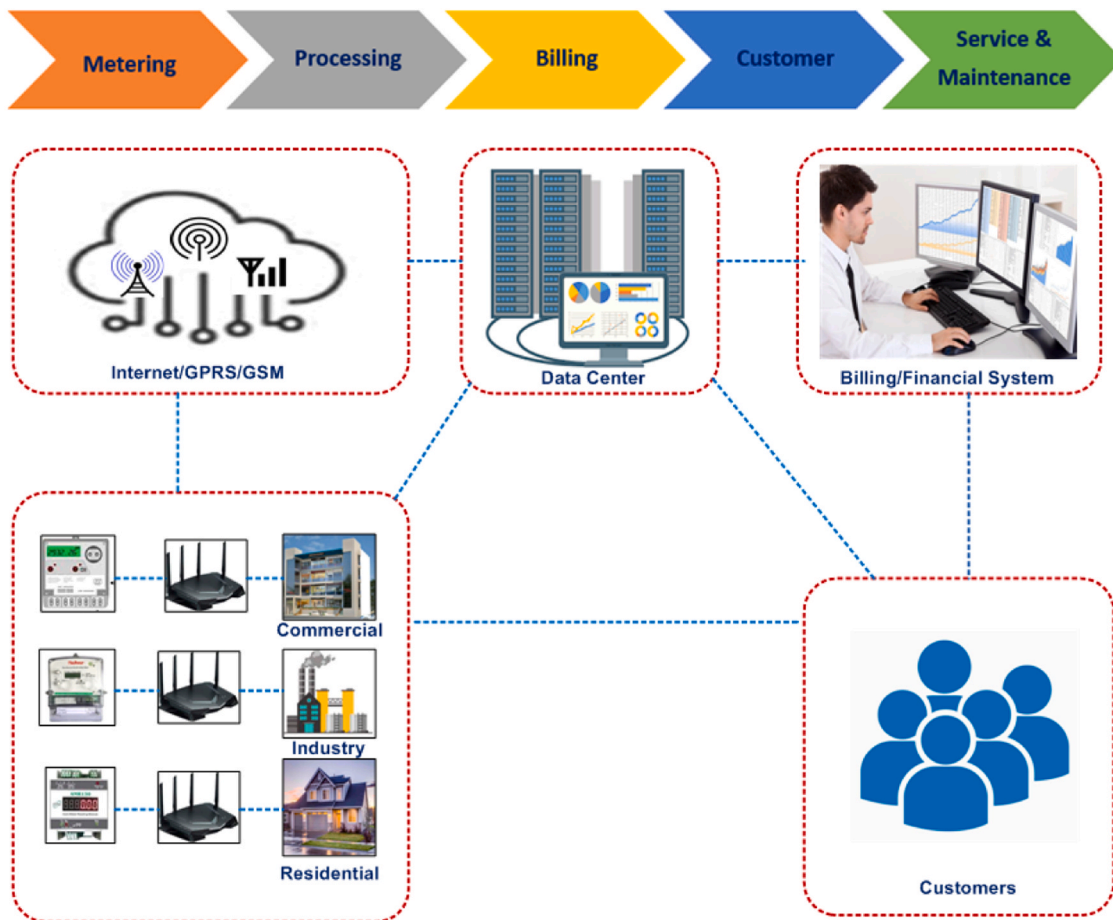 Metering
Processing
Billing
Customer
Service &
Maintenance
Internet/GPRS/GSM
Data Center
Billing/Financial System
Commercial
Industry
Residential
Customers